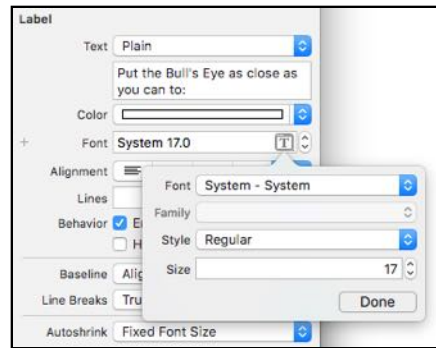 Label
Text Plain
Put the Bull's Eye as close as
you can to:
Color
+ Font System 17.0 T
Alignment
Font System - System
Lines
Family
Behavior
Style Regular
H
Size 17
Baseline
Line Breaks
Done
Autoshrink Fixed Font Size